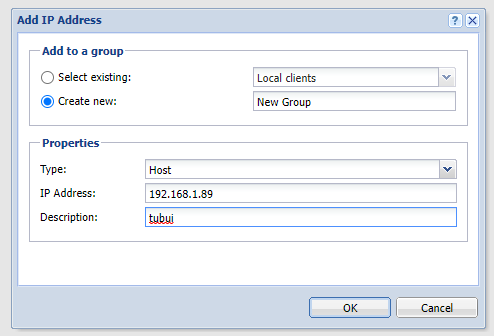 Add IP Address
Add to a group
Select existing: Local clients
Create new: New Group
Properties
Type: Host
IP Address: 192.168.1.89
Description: tubui
OK Cancel